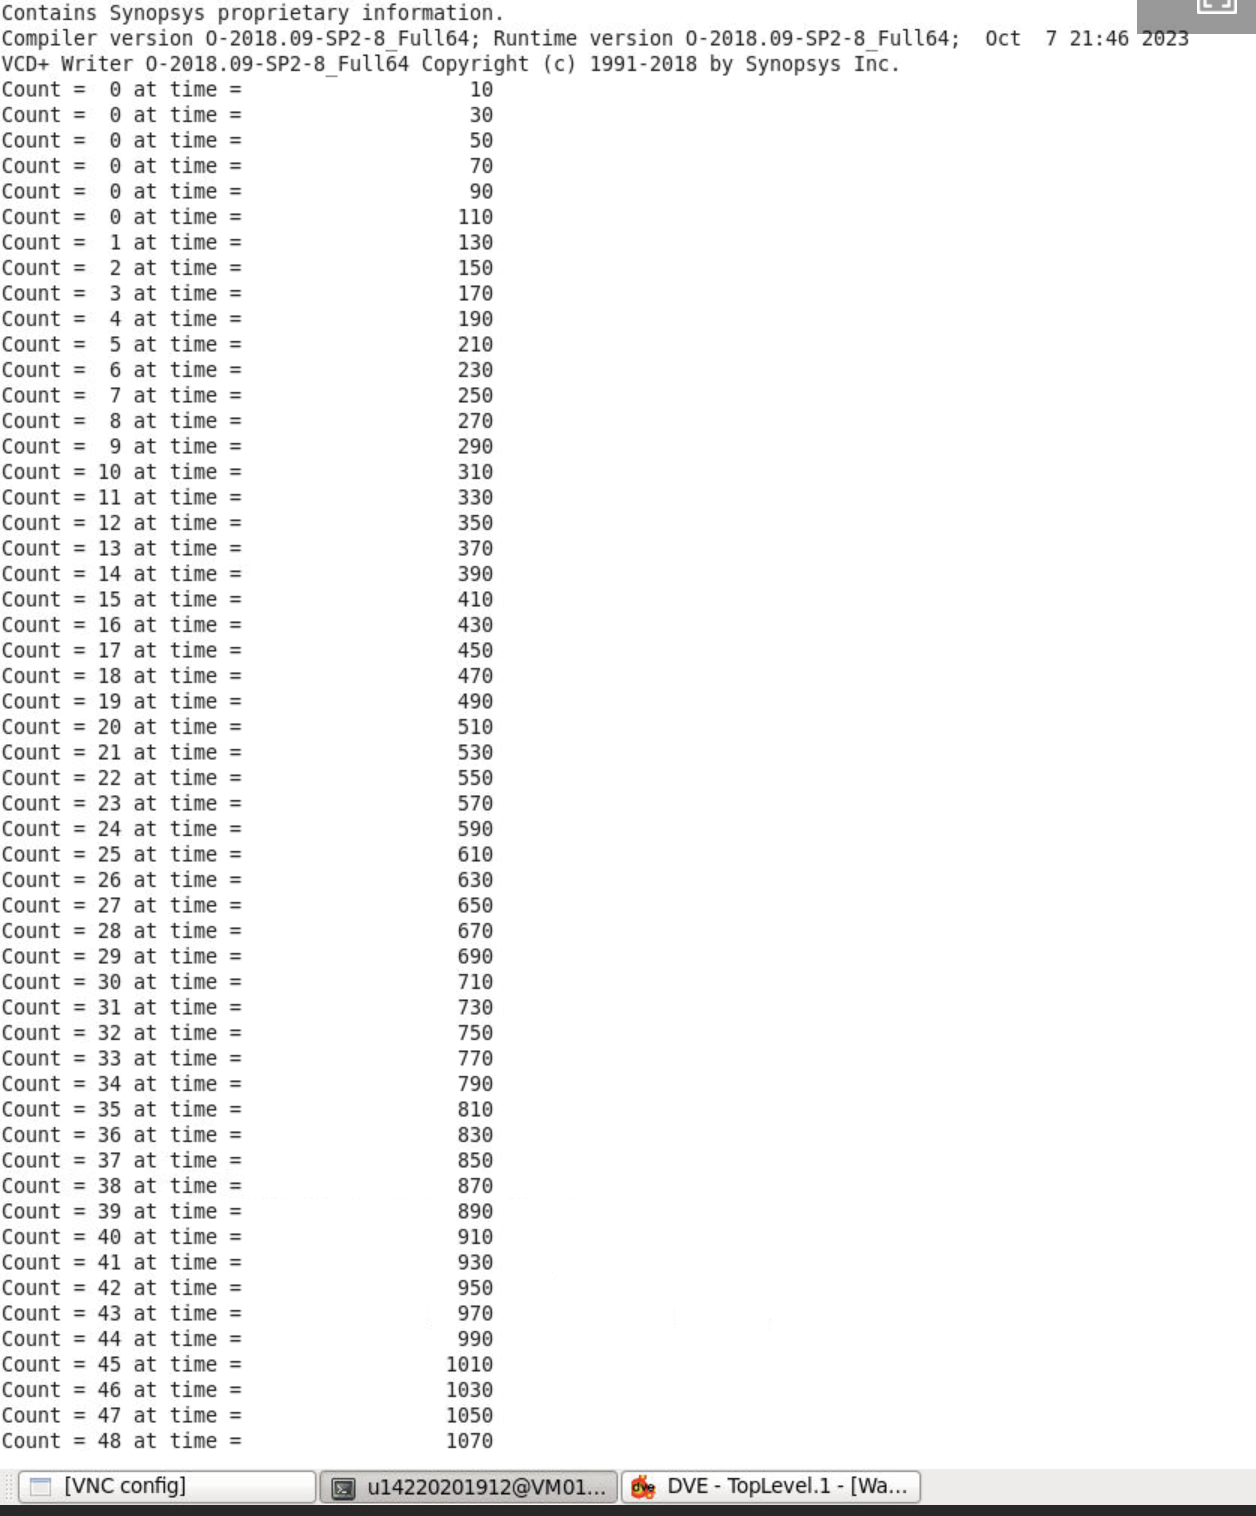 Contains Synopsys proprietary information.
Compiler version O-2018.09-SP2-8_Full64; Runtime version O-2018.09-SP2-8_Full64;  Oct  7 21:46 2023
VCD+ Writer O-2018.09-SP2-8_Full64 Copyright (c) 1991-2018 by Synopsys Inc.
Count =  0 at time =                   10
Count =  0 at time =                   30
Count =  0 at time =                   50
Count =  0 at time =                   70
Count =  0 at time =                   90
Count =  0 at time =                  110
Count =  1 at time =                  130
Count =  2 at time =                  150
Count =  3 at time =                  170
Count =  4 at time =                  190
Count =  5 at time =                  210
Count =  6 at time =                  230
Count =  7 at time =                  250
Count =  8 at time =                  270
Count =  9 at time =                  290
Count = 10 at time =                  310
Count = 11 at time =                  330
Count = 12 at time =                  350
Count = 13 at time =                  370
Count = 14 at time =                  390
Count = 15 at time =                  410
Count = 16 at time =                  430
Count = 17 at time =                  450
Count = 18 at time =                  470
Count = 19 at time =                  490
Count = 20 at time =                  510
Count = 21 at time =                  530
Count = 22 at time =                  550
Count = 23 at time =                  570
Count = 24 at time =                  590
Count = 25 at time =                  610
Count = 26 at time =                  630
Count = 27 at time =                  650
Count = 28 at time =                  670
Count = 29 at time =                  690
Count = 30 at time =                  710
Count = 31 at time =                  730
Count = 32 at time =                  750
Count = 33 at time =                  770
Count = 34 at time =                  790
Count = 35 at time =                  810
Count = 36 at time =                  830
Count = 37 at time =                  850
Count = 38 at time =                  870
Count = 39 at time =                  890
Count = 40 at time =                  910
Count = 41 at time =                  930
Count = 42 at time =                  950
Count = 43 at time =                  970
Count = 44 at time =                  990
Count = 45 at time =                 1010
Count = 46 at time =                 1030
Count = 47 at time =                 1050
Count = 48 at time =                 1070
[VNC config] u14220201912@VM01... dve DVE - TopLevel.1 - [Wa...